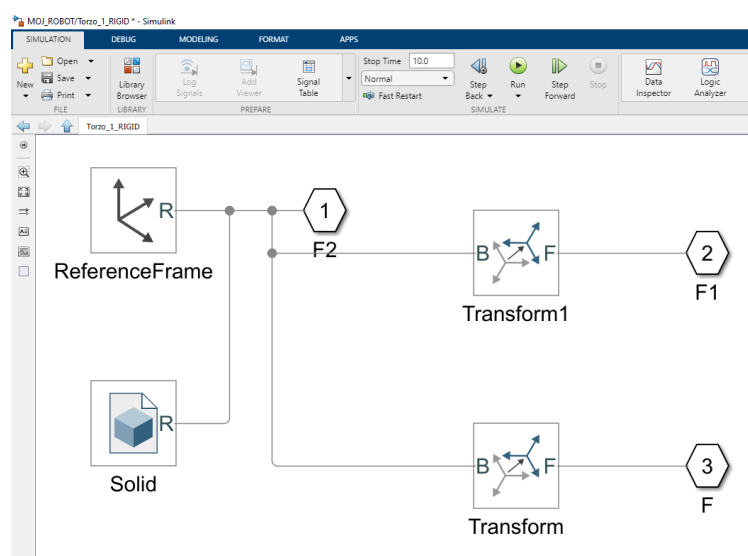 MOJ_ROBOT/Torzo_1_RIGID * - Simulink
SIMULATION DEBUG MODELING FORMAT APPS
New
Open
Save
Print
FILE
Library
Browser
LIBRARY
Log
Signals
Add
Viewer
Signal
Table
PREPARE
Stop Time 10.0
Normal
Fast Restart
Step
Back
Run
Step
Forward
Stop
SIMULATE
Data
Inspector
Logic
Analyzer
Torzo_1_RIGID
R
ReferenceFrame
1
F2
B F
Transform1
2
F1
R
Solid
B F
Transform
3
F